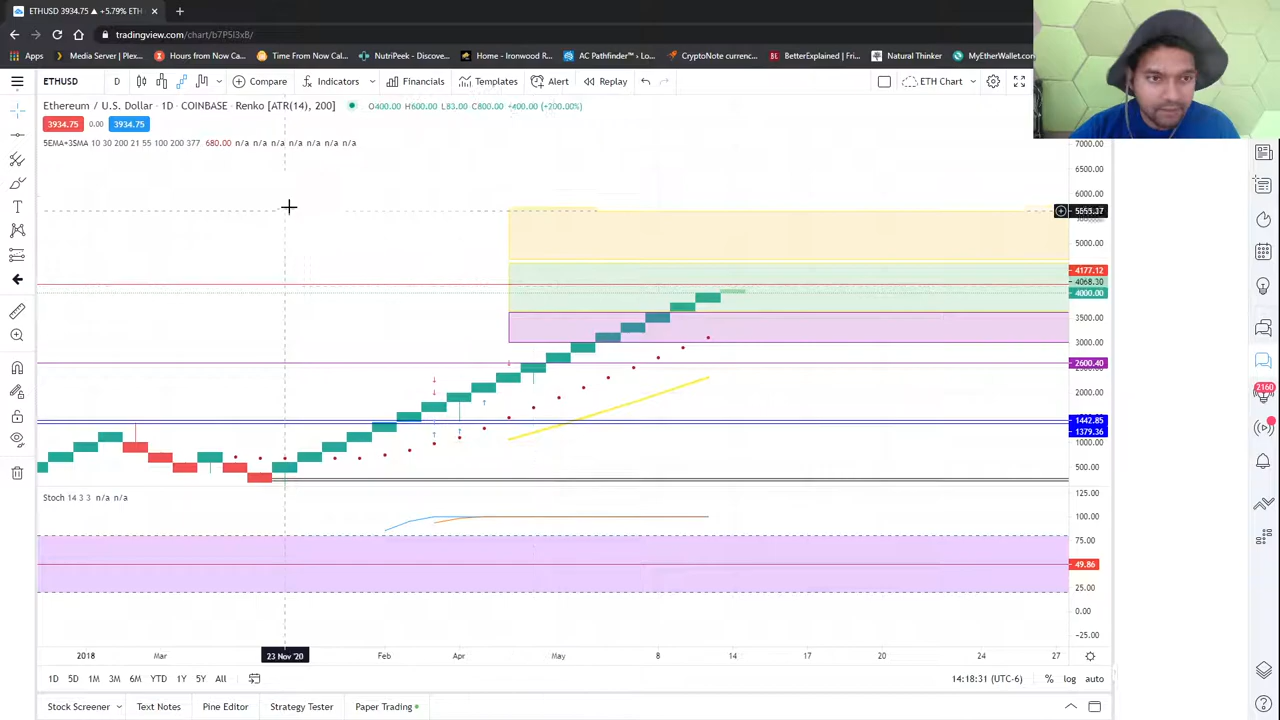 ETHUSD 3934.75 ▲ +5.79% ETH
tradingview.com/chart/b7P5I3xB/
Apps
Media Server | Plex...
Hours from Now Cal...
Time From Now Cal...
NutriPeek - Discove...
Home - Ironwood R...
AC Pathfinder™ › Lo...
CryptoNote currenc...
BetterExplained | Fo...
Natural Thinker
MyEtherWallet.com
ETHUSD
D
Compare
Indicators
Financials
Templates
Alert
Replay
ETH Chart
Ethereum / U.S. Dollar · 1D · COINBASE · Renko [ATR(14), 200]
O400.00 H600.00 L83.00 C800.00 +400.00 (+200.00%)
3934.75 0.00 3934.75
5EMA+3SMA 10 30 200 21 55 100 200 377 680.00 n/a n/a n/a n/a n/a n/a n/a
7000.00
6500.00
6000.00
5000.00
4177.12
4068.30
4000.00
3500.00
3000.00
2600.40
2000.00
1442.85
1379.36
1000.00
500.00
Stoch 14 3 3 n/a n/a
125.00
100.00
75.00
49.86
25.00
0.00
−25.00
2160
2018
Mar
23 Nov '20
Feb
Apr
May
8
14
17
20
24
27
1D
5D
1M
3M
6M
YTD
1Y
5Y
All
14:18:31 (UTC-6)
%
log
auto
Stock Screener
Text Notes
Pine Editor
Strategy Tester
Paper Trading